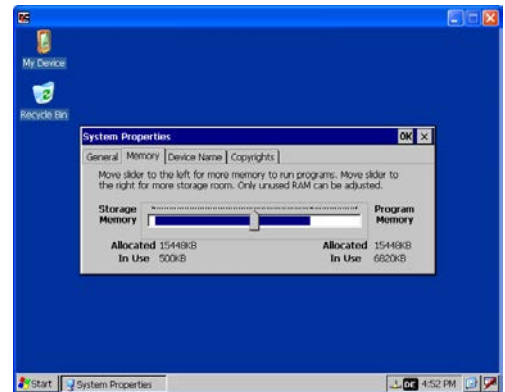 My Device
Recycle Bin
System Properties OK ×
General Memory Device Name Copyrights
Move slider to the left for more memory to run programs. Move slider to
the right for more storage room. Only unused RAM can be adjusted.
Storage Memory
Program Memory
Allocated 15448KB Allocated 15448KB
In Use 500KB In Use 6820KB
Start System Properties DE 4:52 PM